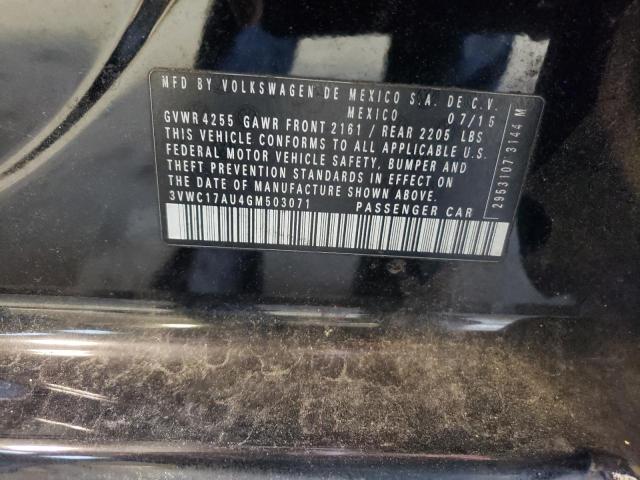 MFD BY VOLKSWAGEN DE MEXICO S.A. DE C.V.
MEXICO 07/15
GVWR 4255 GAWR FRONT 2161 / REAR 2205 LBS
THIS VEHICLE CONFORMS TO ALL APPLICABLE U.S.
FEDERAL MOTOR VEHICLE SAFETY, BUMPER AND
THEFT PREVENTION STANDARDS IN EFFECT ON
THE DATE OF MANUFACTURE SHOWN ABOVE.
3VWC17AU4GM503071 PASSENGER CAR
2953107 3144 M